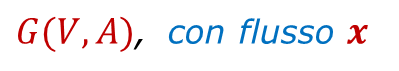 G(V, A), con flusso x